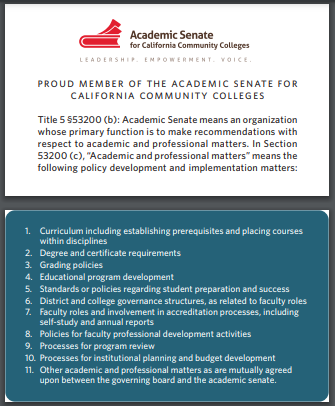 Academic Senate
for California Community Colleges
LEADERSHIP. EMPOWERMENT. VOICE.
PROUD MEMBER OF THE ACADEMIC SENATE FOR
CALIFORNIA COMMUNITY COLLEGES
Title 5 §53200 (b): Academic Senate means an organization
whose primary function is to make recommendations with
respect to academic and professional matters. In Section
53200 (c), “Academic and professional matters” means the
following policy development and implementation matters:
1. Curriculum including establishing prerequisites and placing courses
within disciplines
2. Degree and certificate requirements
3. Grading policies
4. Educational program development
5. Standards or policies regarding student preparation and success
6. District and college governance structures, as related to faculty roles
7. Faculty roles and involvement in accreditation processes, including
self-study and annual reports
8. Policies for faculty professional development activities
9. Processes for program review
10. Processes for institutional planning and budget development
11. Other academic and professional matters as are mutually agreed
upon between the governing board and the academic senate.